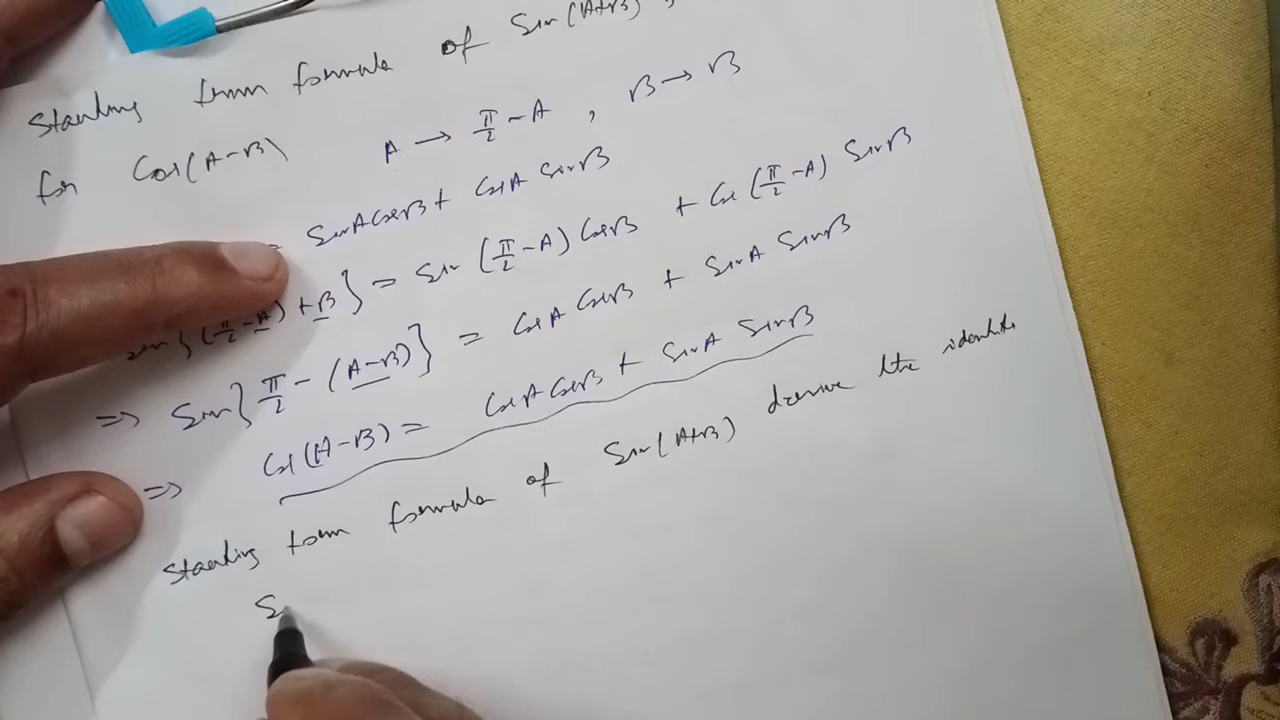 Starting from formula of Sin(A+B),
for Cos(A-B) A → π/2 - A , B → B
= SinA CosB + CosA SinB
Sin{(π/2 - A) + B} = Sin (π/2 - A) CosB + Cos (π/2 - A) SinB
=> Sin{π/2 - (A-B)} = CosA CosB + SinA SinB
=> Cos(A-B) = CosA CosB + SinA SinB
Starting from formula of Sin(A+B) derive the identity
S